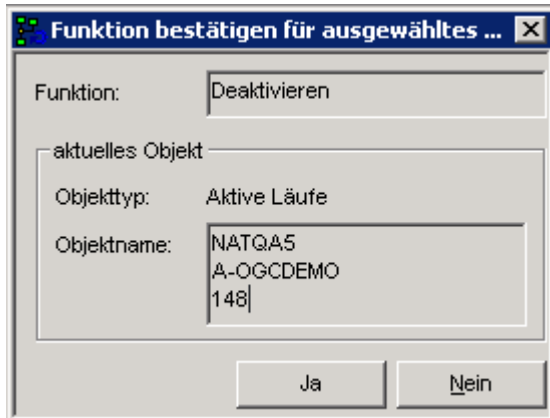 Funktion bestätigen für ausgewähltes ...
Funktion: Deaktivieren
aktuelles Objekt
Objekttyp: Aktive Läufe
Objektname: NATQA5
A-OGCDEMO
148
Ja Nein